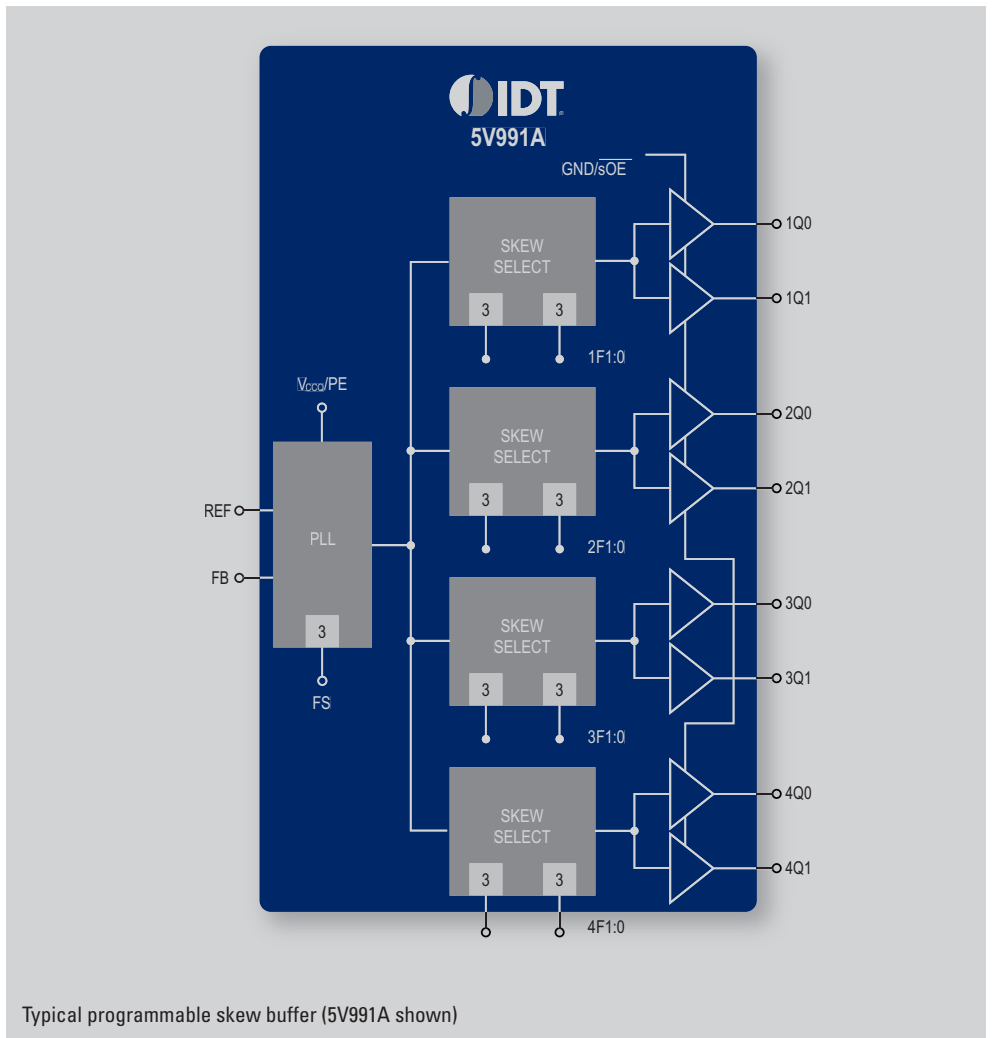 IDT
5V991A
GND/sOE
SKEW
SELECT
3 3
1F1:0
1Q0
1Q1
VCCQ/PE
SKEW
SELECT
3 3
2F1:0
2Q0
2Q1
REF
PLL
FB
3
FS
SKEW
SELECT
3 3
3F1:0
3Q0
3Q1
SKEW
SELECT
3 3
4F1:0
4Q0
4Q1
Typical programmable skew buffer (5V991A shown)